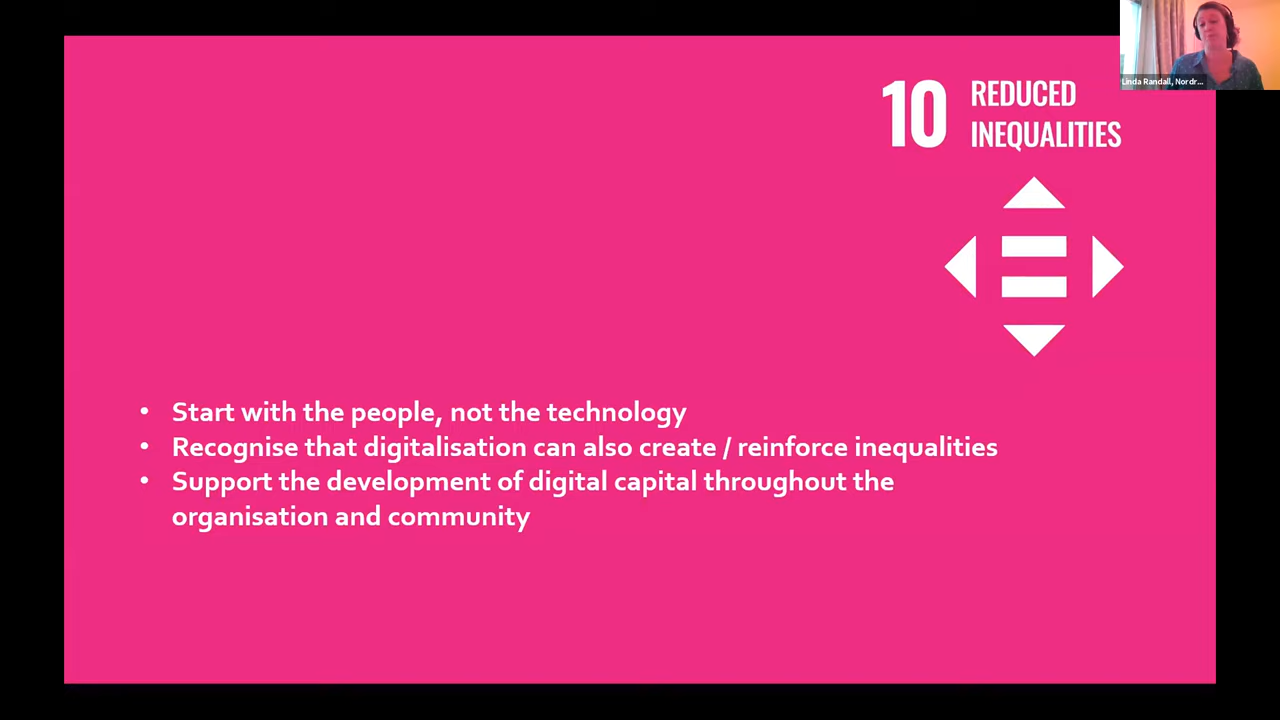 Linda Randall, Nordr...
10 REDUCED
INEQUALITIES
• Start with the people, not the technology
• Recognise that digitalisation can also create / reinforce inequalities
• Support the development of digital capital throughout the
organisation and community